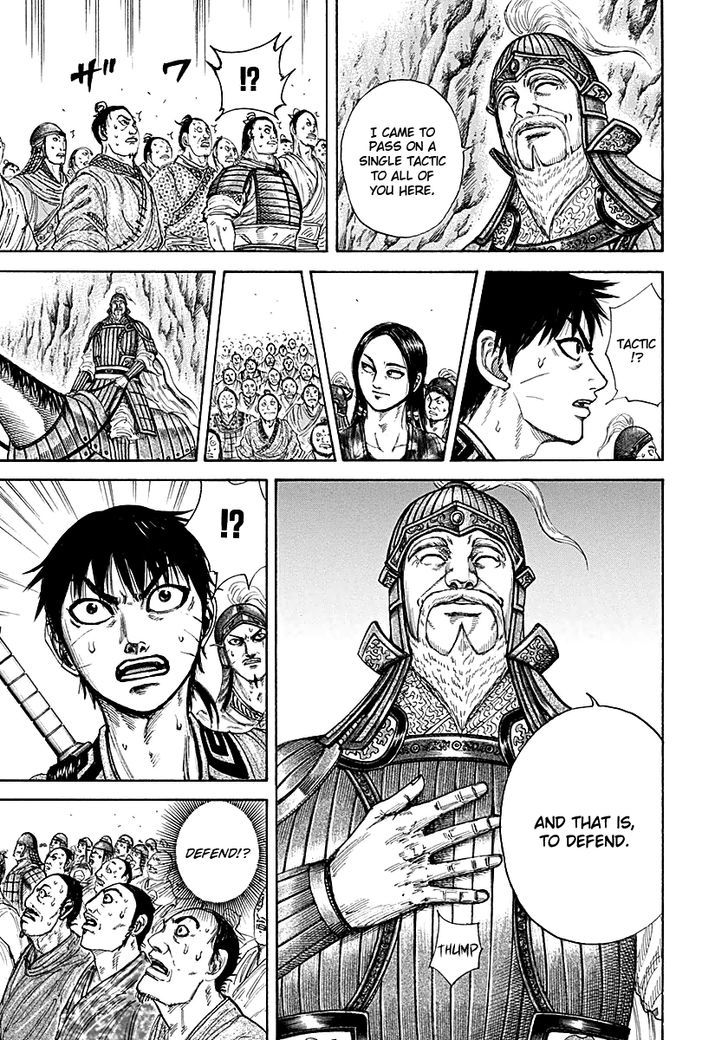 I CAME TO
PASS ON A
SINGLE TACTIC
TO ALL OF
YOU HERE.
!?
ザワ
TACTIC
!?
AND THAT IS,
TO DEFEND.
THUMP
!?
DEFEND!?